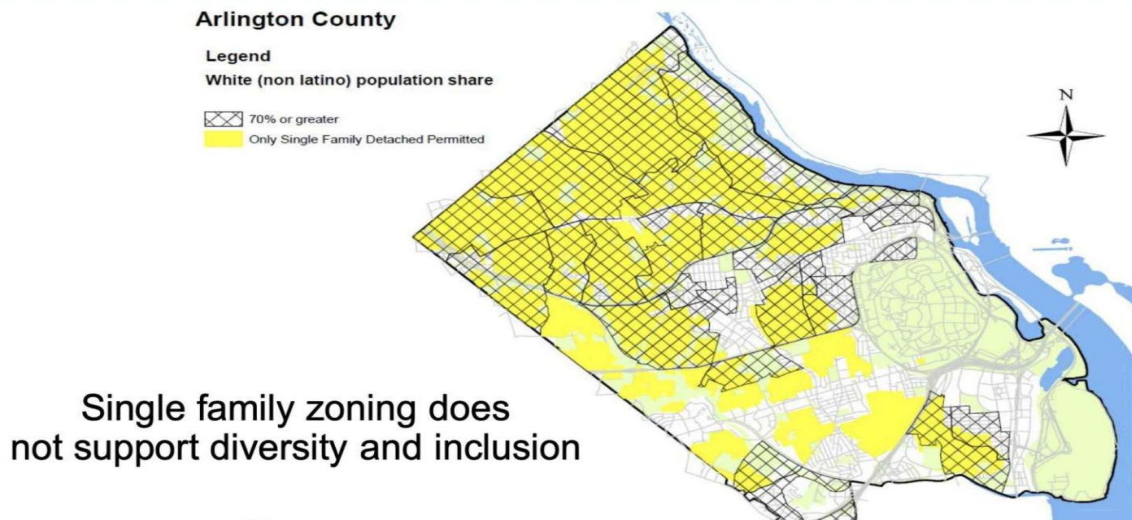 Arlington County
Legend
White (non latino) population share
70% or greater
Only Single Family Detached Permitted
N
Single family zoning does
not support diversity and inclusion